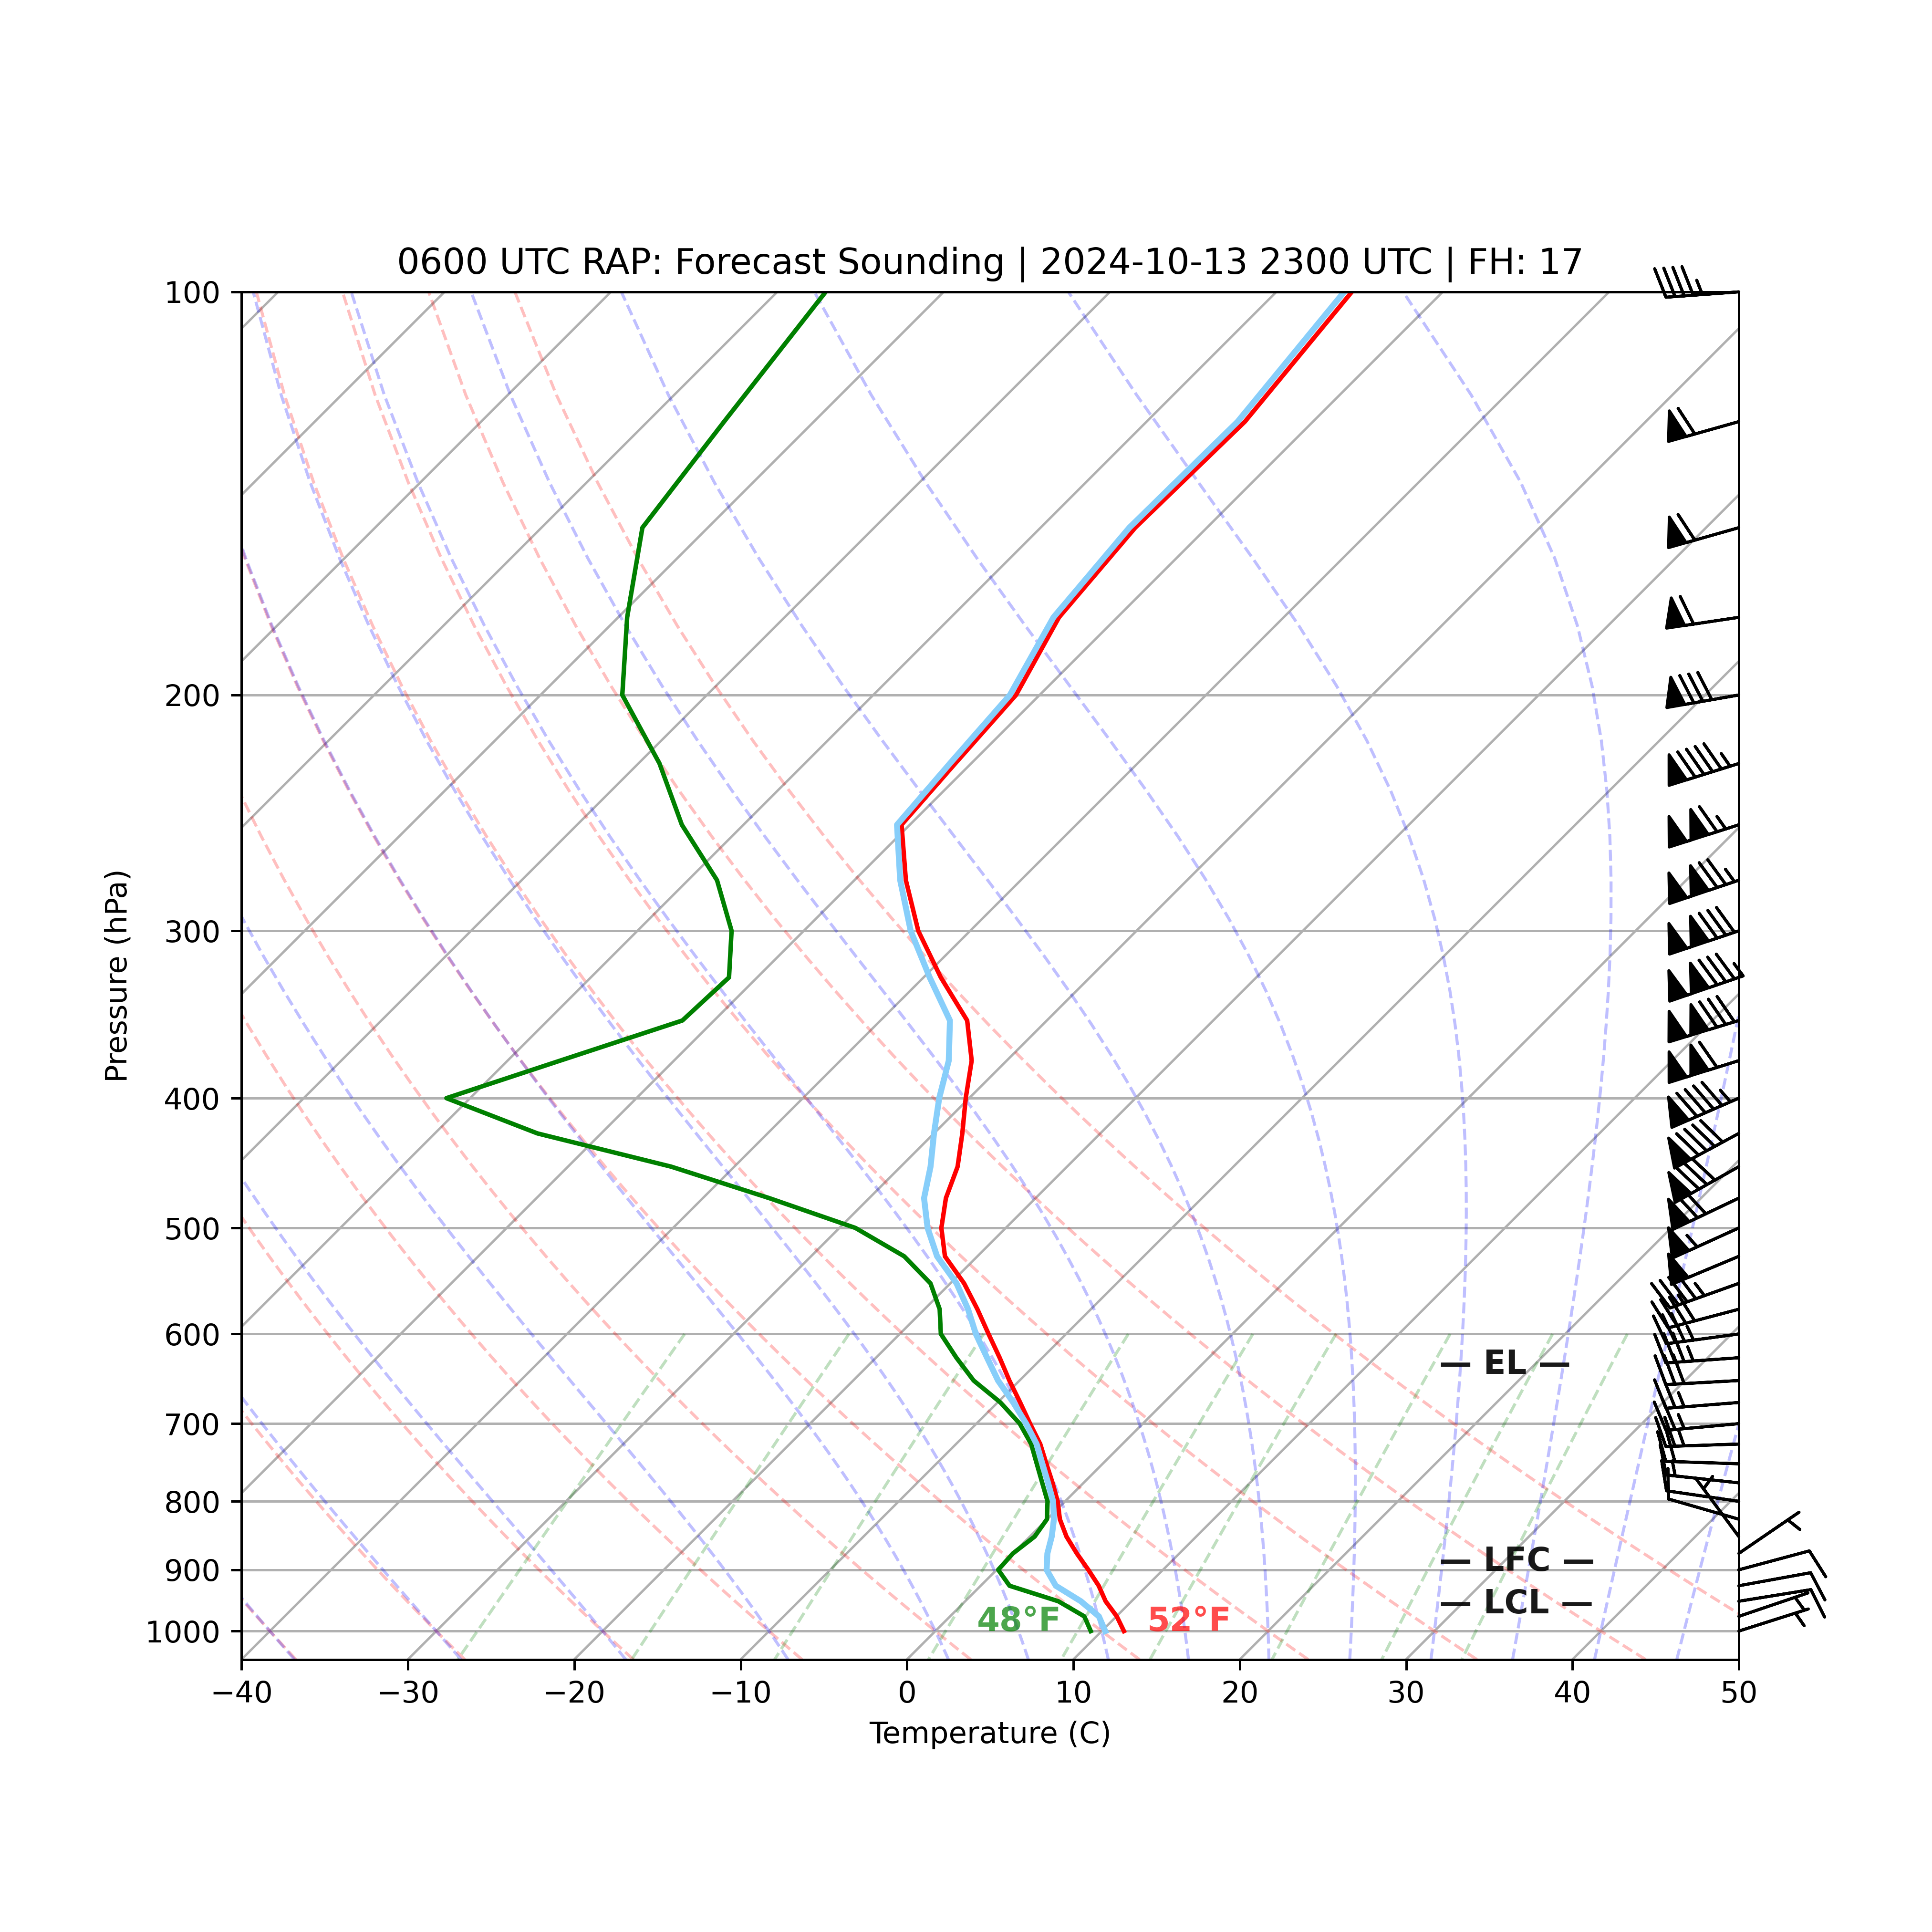 0600 UTC RAP: Forecast Sounding | 2024-10-13 2300 UTC | FH: 17
100
200
300
400
500
600
700
800
900
1000
Pressure (hPa)
— EL —
— LFC —
— LCL —
48°F
52°F
−40
−30
−20
−10
0
10
20
30
40
50
Temperature (C)